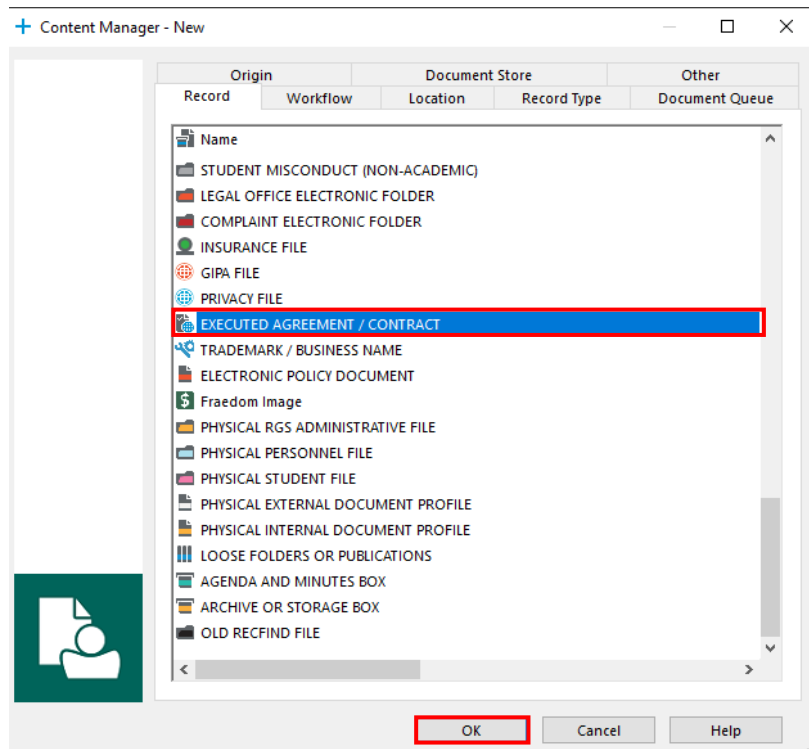 Content Manager - New
Origin Document Store Other
Record Workflow Location Record Type Document Queue
Name
STUDENT MISCONDUCT (NON-ACADEMIC)
LEGAL OFFICE ELECTRONIC FOLDER
COMPLAINT ELECTRONIC FOLDER
INSURANCE FILE
GIPA FILE
PRIVACY FILE
EXECUTED AGREEMENT / CONTRACT
TRADEMARK / BUSINESS NAME
ELECTRONIC POLICY DOCUMENT
Fraedom Image
PHYSICAL RGS ADMINISTRATIVE FILE
PHYSICAL PERSONNEL FILE
PHYSICAL STUDENT FILE
PHYSICAL EXTERNAL DOCUMENT PROFILE
PHYSICAL INTERNAL DOCUMENT PROFILE
LOOSE FOLDERS OR PUBLICATIONS
AGENDA AND MINUTES BOX
ARCHIVE OR STORAGE BOX
OLD RECFIND FILE
OK Cancel Help